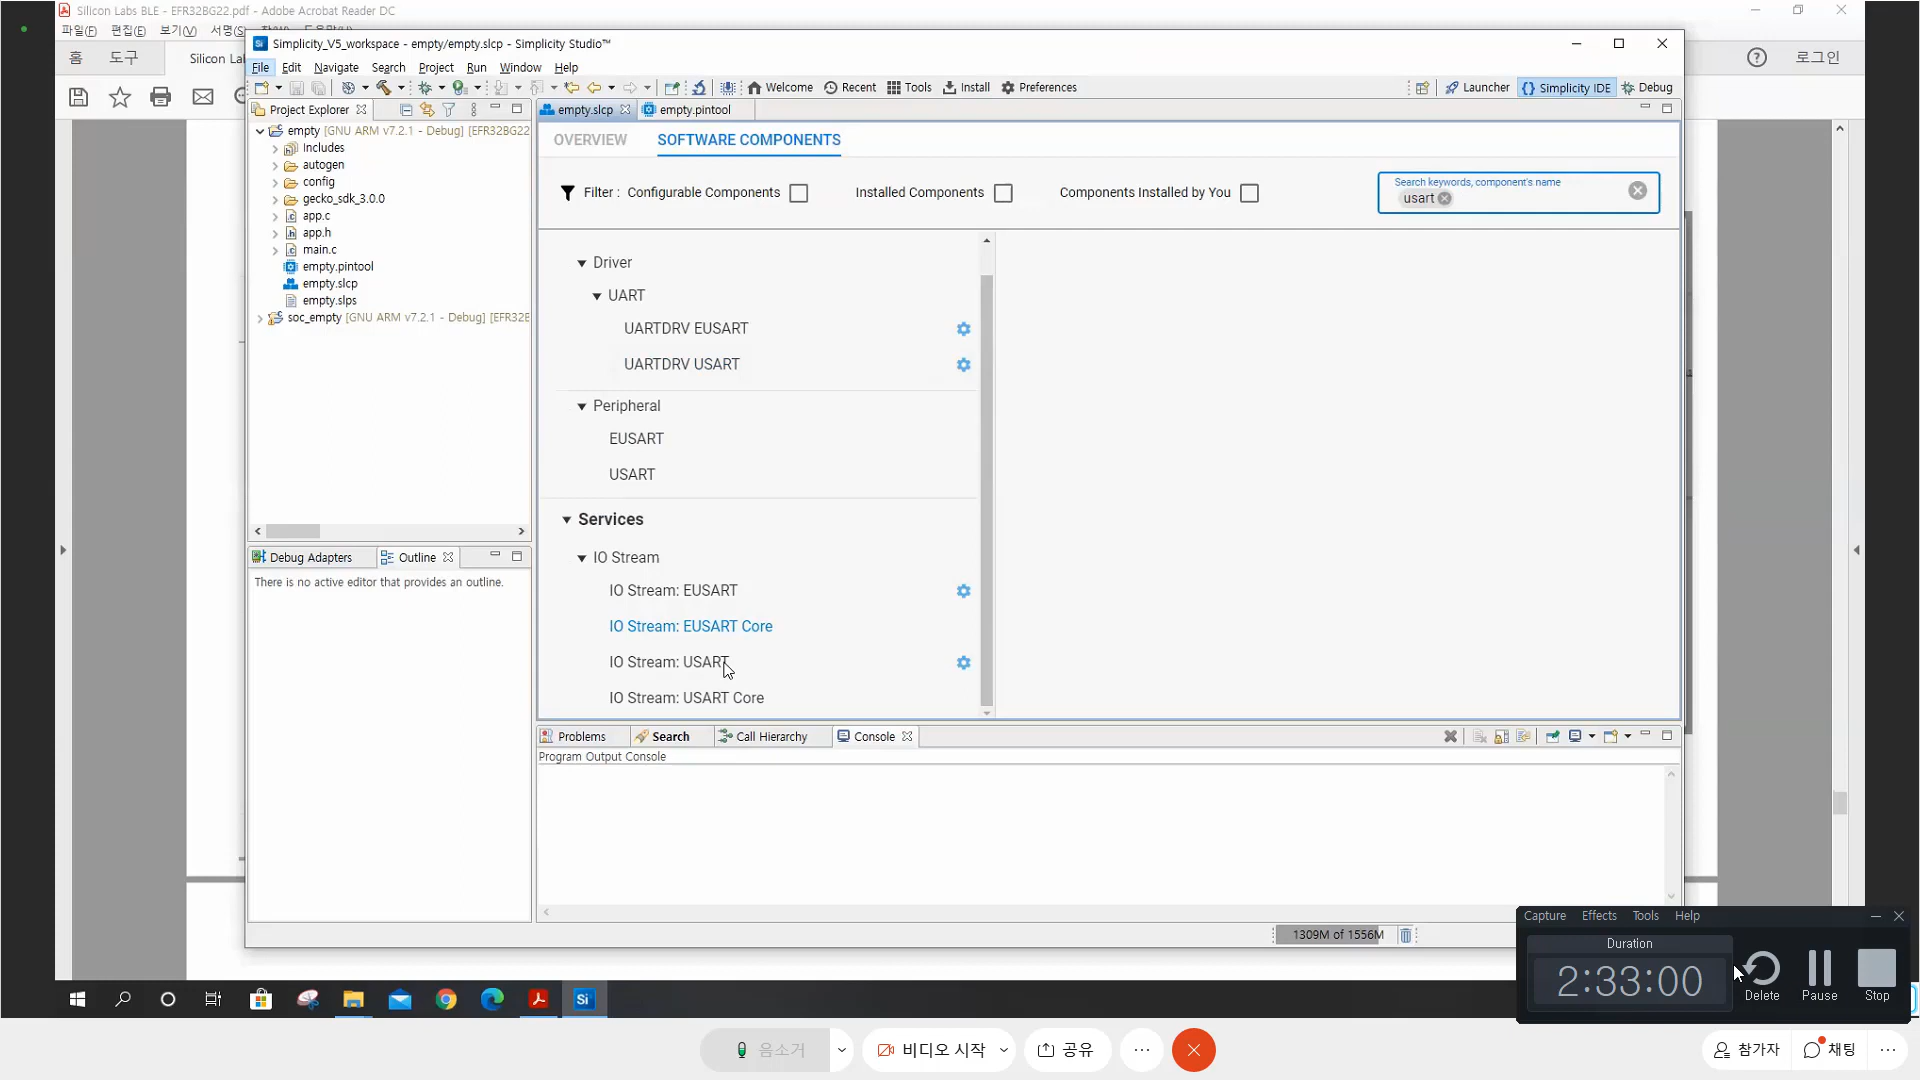 Silicon Labs BLE - EFR32BG22.pdf - Adobe Acrobat Reader DC
파일(F) 편집(E) 보기(V)
홈 도구 Silicon La 로그인
Simplicity_V5_workspace - empty/empty.slcp - Simplicity Studio™
File Edit Navigate Search Project Run Window Help
Welcome Recent Tools Install Preferences Launcher Simplicity IDE Debug
Project Explorer
empty [GNU ARM v7.2.1 - Debug] [EFR32BG22
Includes
autogen
config
gecko_sdk_3.0.0
app.c
app.h
main.c
empty.pintool
empty.slcp
empty.slps
soc_empty [GNU ARM v7.2.1 - Debug] [EFR32B
Debug Adapters Outline
There is no active editor that provides an outline.
empty.slcp empty.pintool
OVERVIEW SOFTWARE COMPONENTS
Filter : Configurable Components Installed Components Components Installed by You
Search keywords, component's name
usart
Driver
UART
UARTDRV EUSART
UARTDRV USART
Peripheral
EUSART
USART
Services
IO Stream
IO Stream: EUSART
IO Stream: EUSART Core
IO Stream: USART
IO Stream: USART Core
Problems Search Call Hierarchy Console
Program Output Console
1309M of 1556M
Capture Effects Tools Help
Duration
2:33:00
Delete Pause Stop
음소거 비디오 시작 공유 참가자 채팅